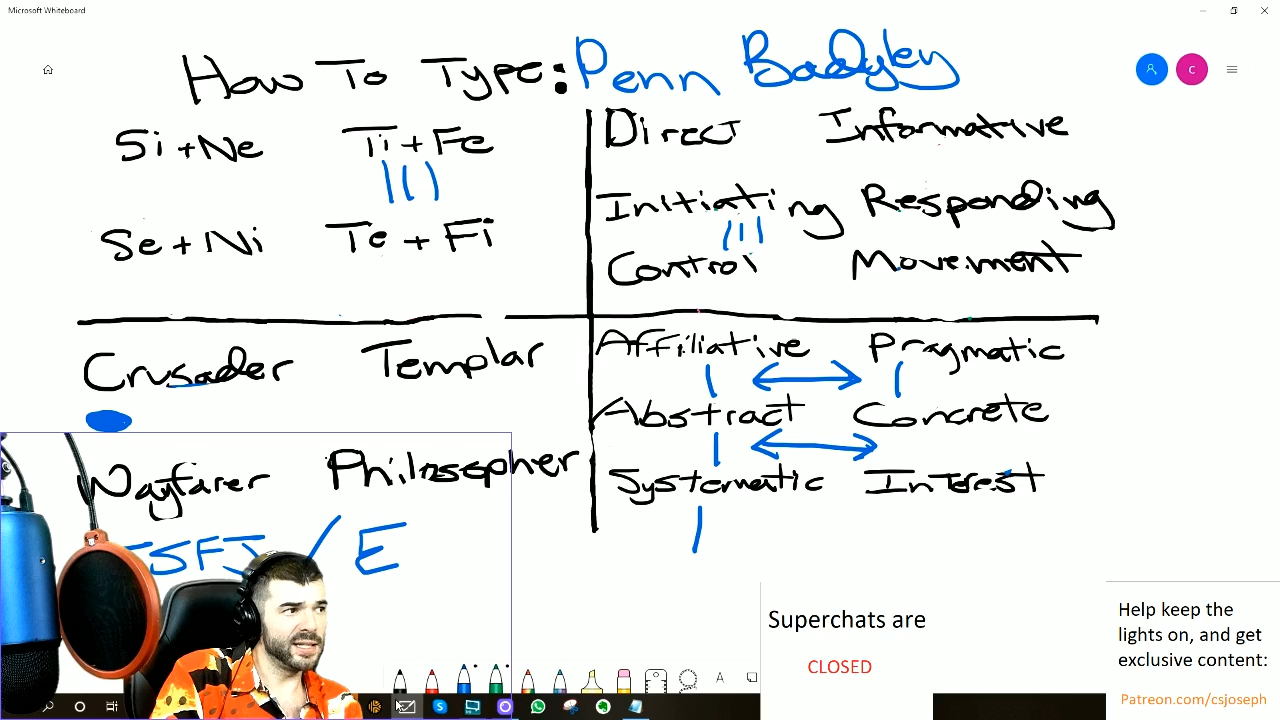 Microsoft Whiteboard
How To Type: Penn Badgley
Si + Ne Ti + Fe
Se + Ni Te + Fi
Direct Informative
Initiating Responding
Control Movement
Crusader Templar
Wayfarer Philosopher
ISFJ / E
Affiliative Pragmatic
Abstract Concrete
Systematic Interest
C
A
Superchats are
CLOSED
Help keep the
lights on, and get
exclusive content:
Patreon.com/csjoseph